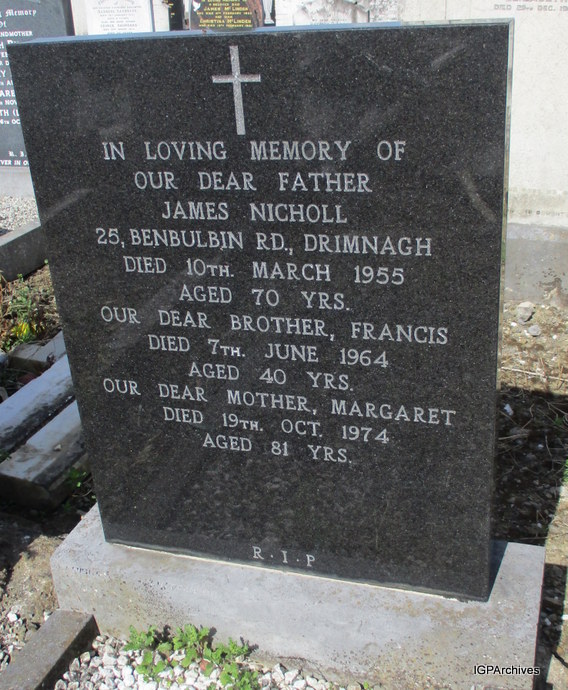 IN LOVING MEMORY OF
OUR DEAR FATHER
JAMES NICHOLL
25, BENBULBIN RD., DRIMNAGH
DIED 10TH. MARCH 1955
AGED 70 YRS.
OUR DEAR BROTHER, FRANCIS
DIED 7TH. JUNE 1964
AGED 40 YRS.
OUR DEAR MOTHER, MARGARET
DIED 19TH. OCT. 1974
AGED 81 YRS.
R·I·P
IGPArchives